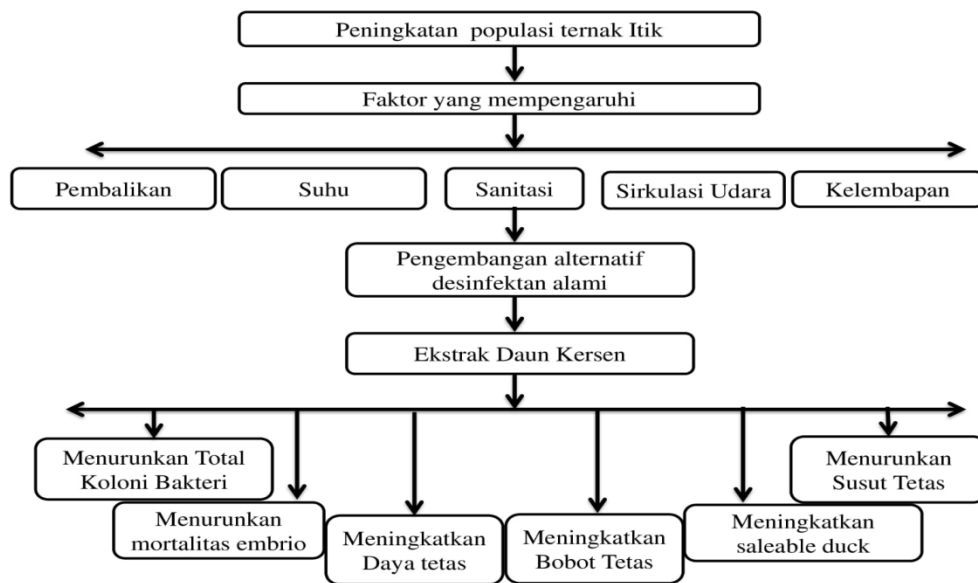 Peningkatan populasi ternak Itik
Faktor yang mempengaruhi
Pembalikan
Suhu
Sanitasi
Sirkulasi Udara
Kelembapan
Pengembangan alternatif
desinfektan alami
Ekstrak Daun Kersen
Menurunkan Total
Koloni Bakteri
Menurunkan
mortalitas embrio
Meningkatkan
Daya tetas
Meningkatkan
Bobot Tetas
Meningkatkan
saleable duck
Menurunkan
Susut Tetas